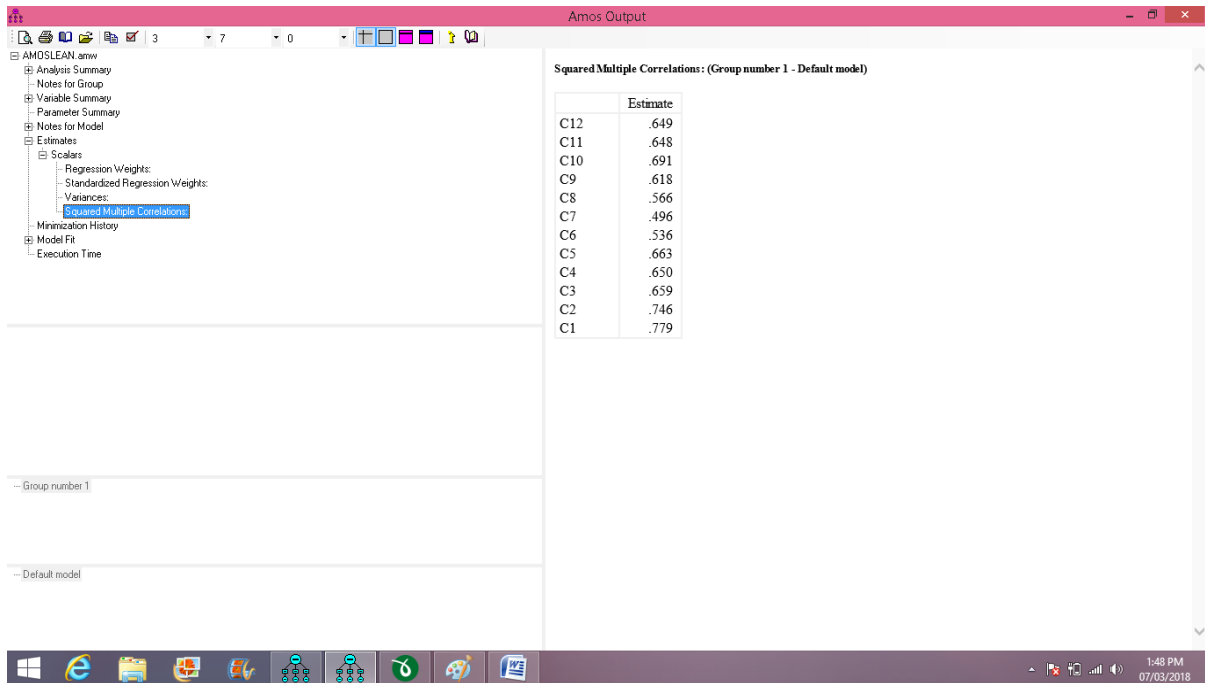 Amos Output
3 7 0
AMOSLEAN.amw
Analysis Summary
Notes for Group
Variable Summary
Parameter Summary
Notes for Model
Estimates
Scalars
Regression Weights:
Standardized Regression Weights:
Variances:
Squared Multiple Correlations:
Minimization History
Model Fit
Execution Time
Group number 1
Default model
Squared Multiple Correlations: (Group number 1 - Default model)
Estimate
C12 .649
C11 .648
C10 .691
C9 .618
C8 .566
C7 .496
C6 .536
C5 .663
C4 .650
C3 .659
C2 .746
C1 .779
1:48 PM
07/03/2018